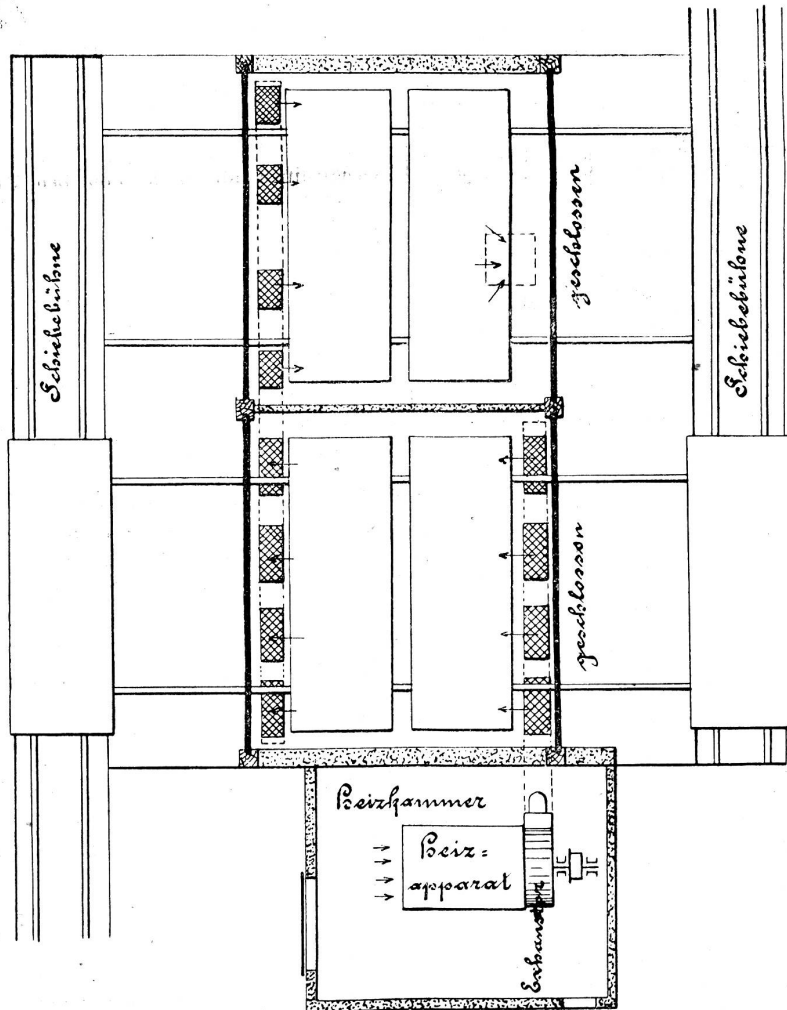 Schiebebühne
geschlossen
Schiebebühne
geschlossen
Heizkammer
Heiz=
apparat
Exhaustor